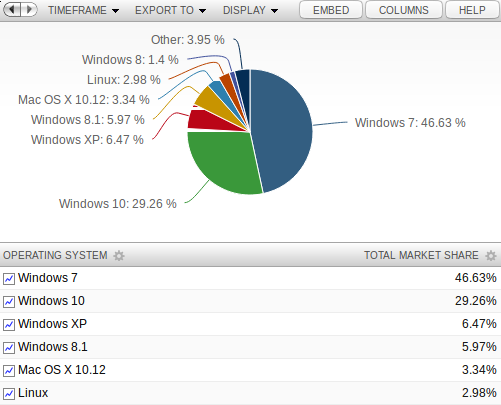 TIMEFRAME EXPORT TO DISPLAY EMBED COLUMNS HELP
Other: 3.95 %
Windows 8: 1.4 %
Linux: 2.98 %
Mac OS X 10.12: 3.34 %
Windows 8.1: 5.97 %
Windows 7: 46.63 %
Windows XP: 6.47 %
Windows 10: 29.26 %
OPERATING SYSTEM TOTAL MARKET SHARE
Windows 7 46.63%
Windows 10 29.26%
Windows XP 6.47%
Windows 8.1 5.97%
Mac OS X 10.12 3.34%
Linux 2.98%